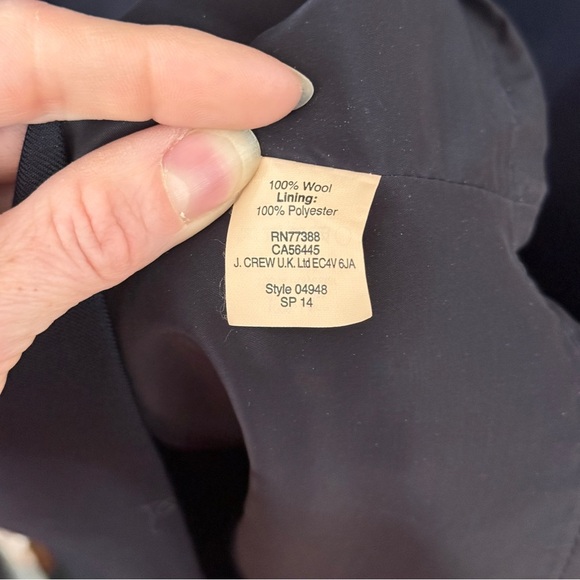 100% Wool
Lining:
100% Polyester
RN77388
CA56445
J. CREW U.K. Ltd EC4V 6JA
Style 04948
SP 14